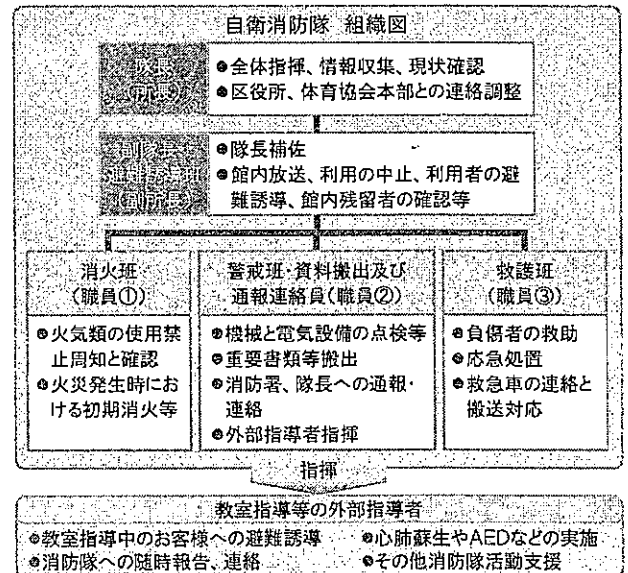 自衛消防隊 組織図
隊長
(所長)
●全体指揮、情報収集、現状確認
●区役所、体育協会本部との連絡調整
副隊長
(副所長)
●隊長補佐
●館内放送、利用の中止、利用者の避
難誘導、館内残留者の確認等
消火班
(職員①)
●火気類の使用禁
止周知と確認
●火災発生時にお
ける初期消火等
警戒班・資料搬出及び
通報連絡員(職員②)
●機械と電気設備の点検等
●重要書類等搬出
●消防署、隊長への通報・
連絡
●外部指導者指揮
救護班
(職員③)
●負傷者の救助
●応急処置
●救急車の連絡と
搬送対応
指揮
教室指導等の外部指導者
●教室指導中のお客様への避難誘導
●消防隊への随時報告、連絡
●心肺蘇生やAEDなどの実施
●その他消防隊活動支援